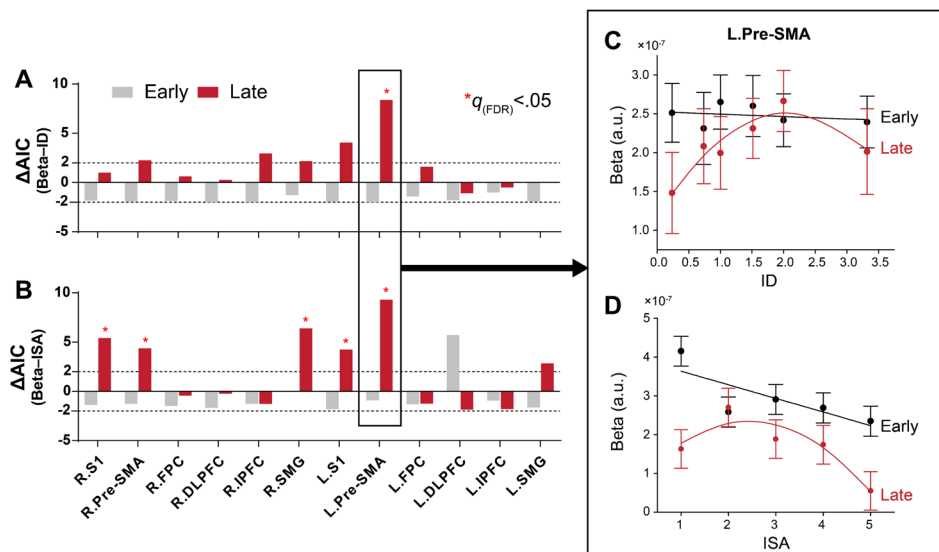 A
Early
Late
*q(FDR)<.05
ΔAIC
(Beta–ID)
10
5
2
0
-2
-5
B
ΔAIC
(Beta–ISA)
10
5
2
0
-2
-5
R.S1
R.Pre-SMA
R.FPC
R.DLPFC
R.IPFC
R.SMG
L.S1
L.Pre-SMA
L.FPC
L.DLPFC
L.IPFC
L.SMG
* * * * * *
L.Pre-SMA
C
×10⁻⁷
Beta (a.u.)
3.0
2.5
2.0
1.5
1.0
Early
Late
0.0 0.5 1.0 1.5 2.0 2.5 3.0 3.5
ID
D
×10⁻⁷
Beta (a.u.)
5
4
3
2
1
0
Early
Late
1 2 3 4 5
ISA